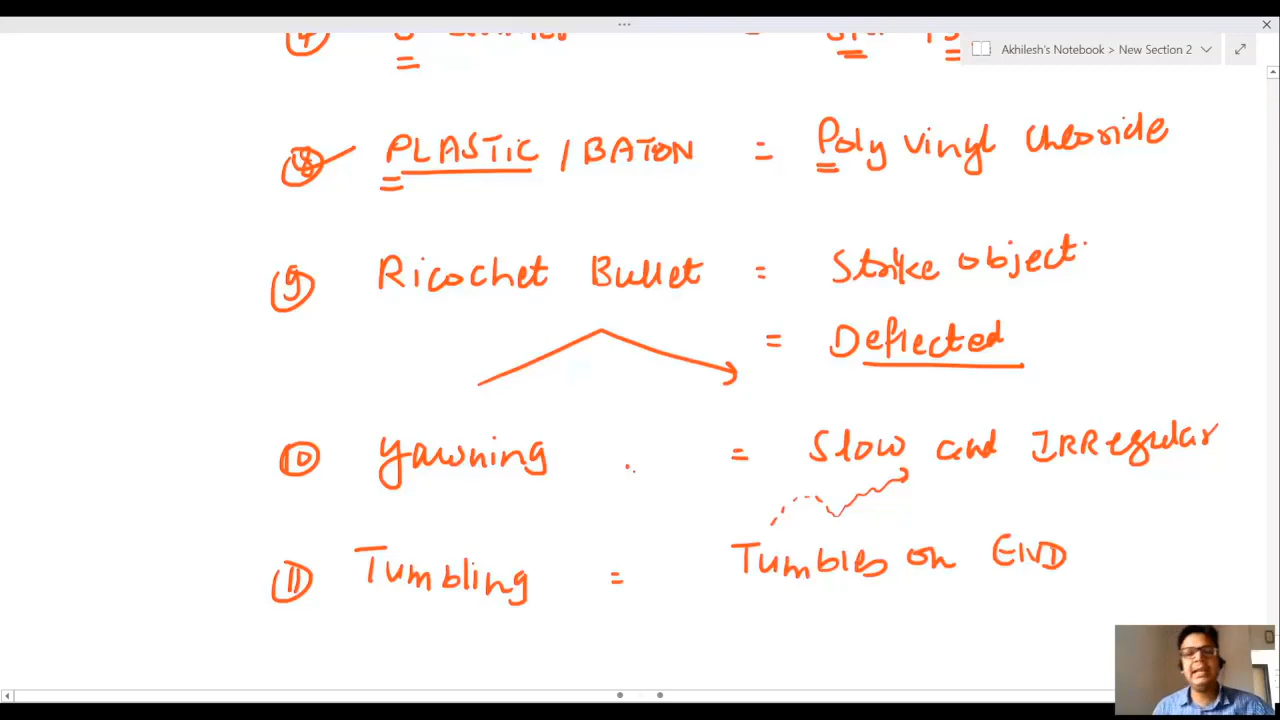 Akhilesh's Notebook > New Section 2
8 PLASTIC / BATON = Poly vinyl chloride
9 Ricochet Bullet = Strike object
= Deflected
10 Yawning = Slow and IRRegular
11 Tumbling = Tumbles on END